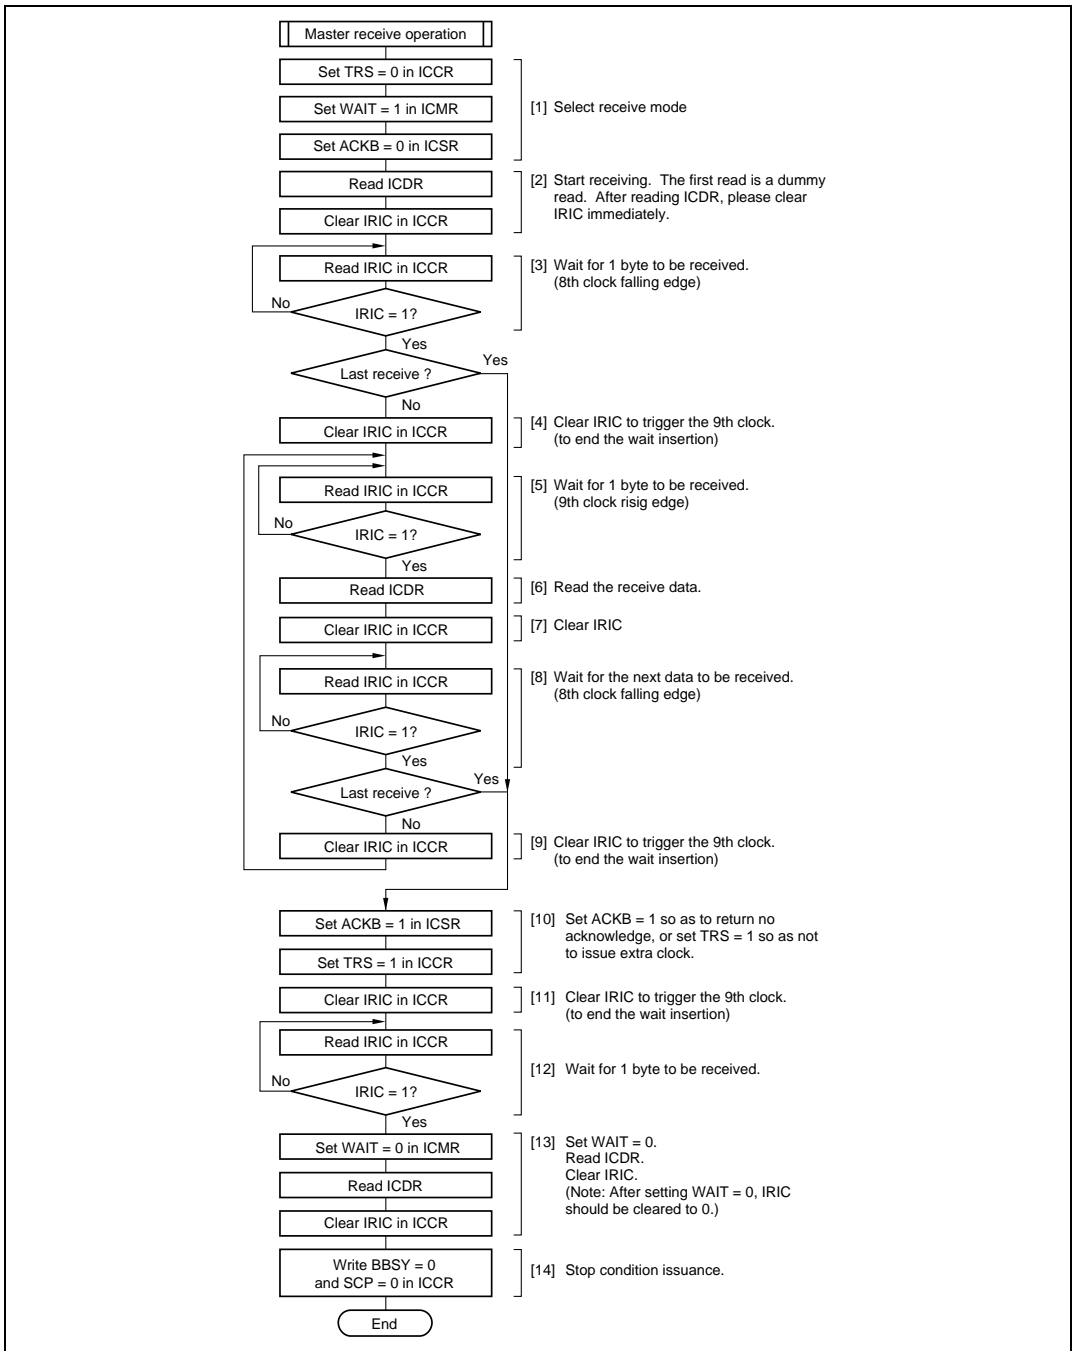 Master receive operation
Set TRS = 0 in ICCR
Set WAIT = 1 in ICMR
[1] Select receive mode
Set ACKB = 0 in ICSR
Read ICDR
[2] Start receiving. The first read is a dummy
read. After reading ICDR, please clear
IRIC immediately.
Clear IRIC in ICCR
Read IRIC in ICCR
[3] Wait for 1 byte to be received.
(8th clock falling edge)
No
IRIC = 1?
Yes
Last receive ?
Yes
No
Clear IRIC in ICCR
[4] Clear IRIC to trigger the 9th clock.
(to end the wait insertion)
Read IRIC in ICCR
[5] Wait for 1 byte to be received.
(9th clock risig edge)
No
IRIC = 1?
Yes
Read ICDR
[6] Read the receive data.
Clear IRIC in ICCR
[7] Clear IRIC
Read IRIC in ICCR
[8] Wait for the next data to be received.
(8th clock falling edge)
No
IRIC = 1?
Yes
Last receive ?
Yes
No
Clear IRIC in ICCR
[9] Clear IRIC to trigger the 9th clock.
(to end the wait insertion)
Set ACKB = 1 in ICSR
[10] Set ACKB = 1 so as to return no
acknowledge, or set TRS = 1 so as not
to issue extra clock.
Set TRS = 1 in ICCR
Clear IRIC in ICCR
[11] Clear IRIC to trigger the 9th clock.
(to end the wait insertion)
Read IRIC in ICCR
[12] Wait for 1 byte to be received.
No
IRIC = 1?
Yes
Set WAIT = 0 in ICMR
[13] Set WAIT = 0.
Read ICDR.
Clear IRIC.
(Note: After setting WAIT = 0, IRIC
should be cleared to 0.)
Read ICDR
Clear IRIC in ICCR
Write BBSY = 0
and SCP = 0 in ICCR
[14] Stop condition issuance.
End